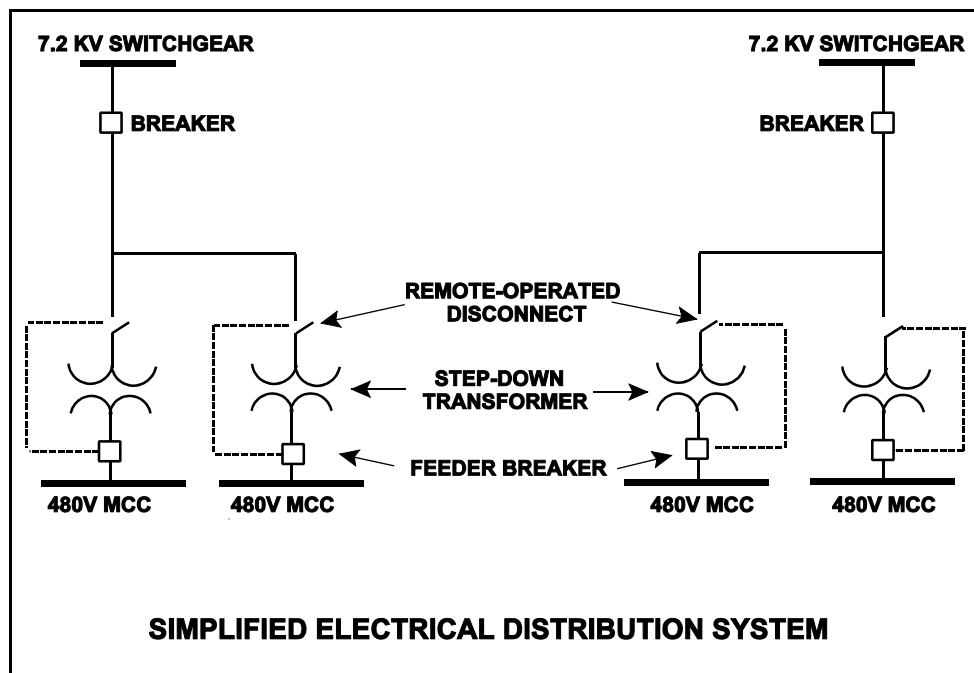 7.2 KV SWITCHGEAR
7.2 KV SWITCHGEAR
BREAKER
BREAKER
REMOTE-OPERATED
DISCONNECT
STEP-DOWN
TRANSFORMER
FEEDER BREAKER
480V MCC
480V MCC
480V MCC
480V MCC
SIMPLIFIED ELECTRICAL DISTRIBUTION SYSTEM